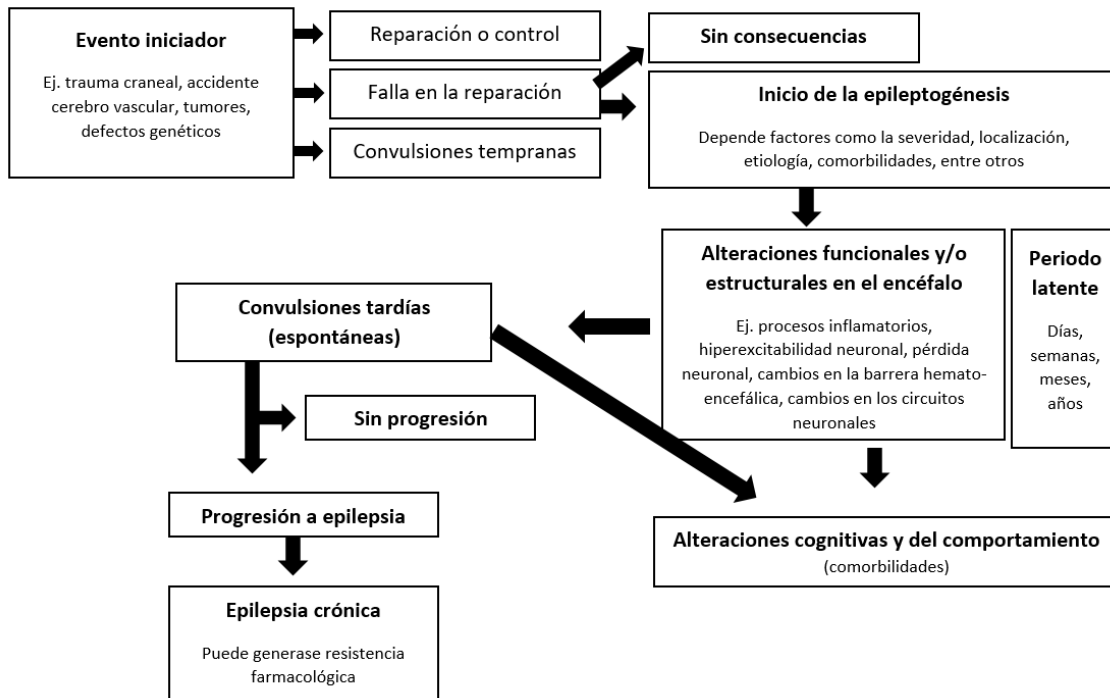 Evento iniciador
Ej. trauma craneal, accidente
cerebro vascular, tumores,
defectos genéticos
Reparación o control
Falla en la reparación
Convulsiones tempranas
Sin consecuencias
Inicio de la epileptogénesis
Depende factores como la severidad, localización,
etiología, comorbilidades, entre otros
Alteraciones funcionales y/o
estructurales en el encéfalo
Ej. procesos inflamatorios,
hiperexcitabilidad neuronal, pérdida
neuronal, cambios en la barrera hemato-
encefálica, cambios en los circuitos
neuronales
Periodo
latente
Días,
semanas,
meses,
años
Convulsiones tardías
(espontáneas)
Sin progresión
Progresión a epilepsia
Alteraciones cognitivas y del comportamiento
(comorbilidades)
Epilepsia crónica
Puede generase resistencia
farmacológica